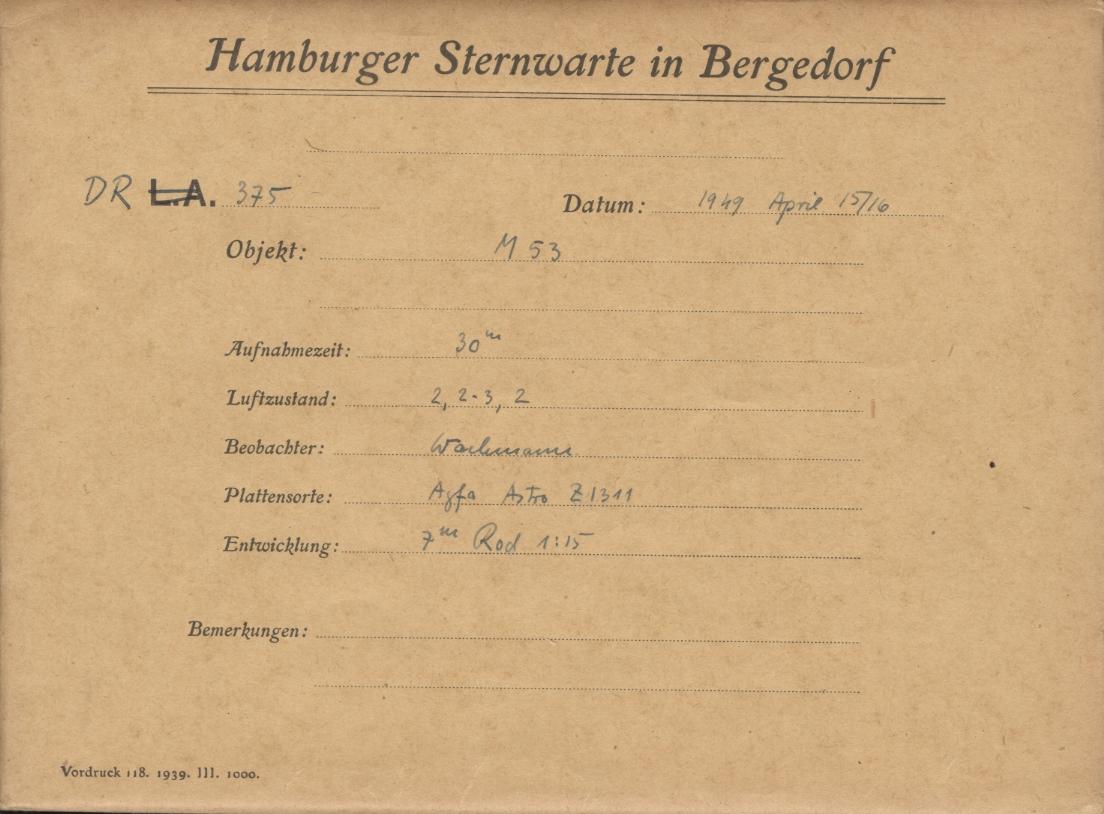 Hamburger Sternwarte in Bergedorf
DR L.A. 375
Datum: 1949 April 15/16
Objekt: M 53
Aufnahmezeit: 30m
Luftzustand: 2, 2-3, 2
Beobachter: Wachmann
Plattensorte: Agfa Astro Z1311
Entwicklung: 7m Rod 1:15
Bemerkungen:
Vordruck 118. 1939. III. 1000.